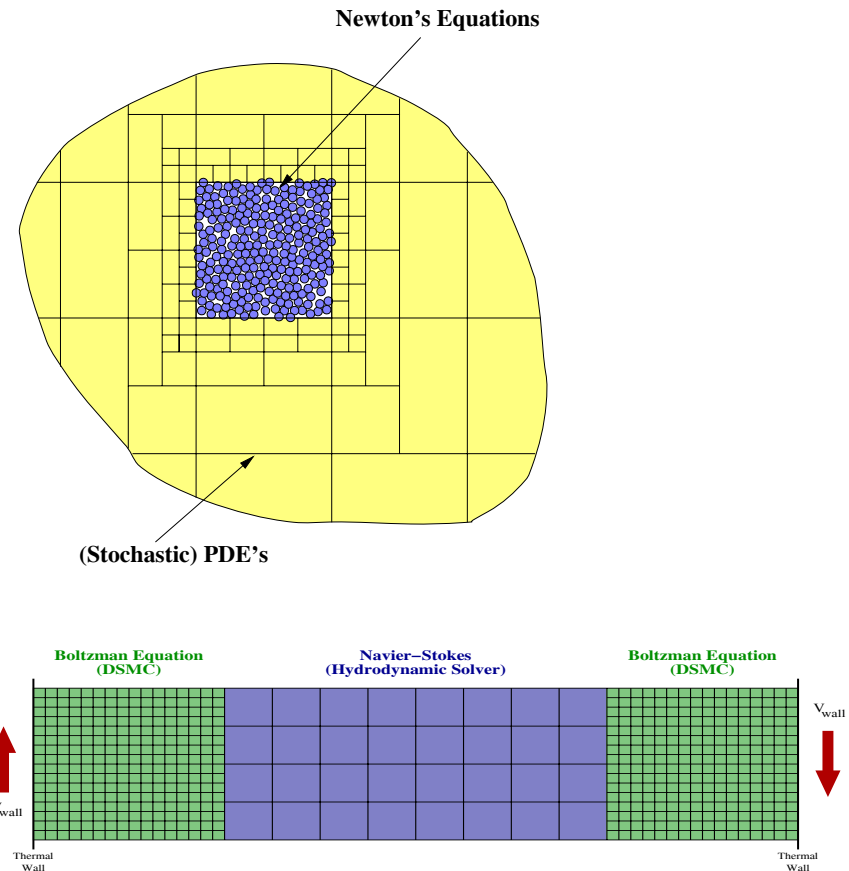 Newton's Equations
(Stochastic) PDE's
Boltzman Equation
(DSMC)
Navier−Stokes
(Hydrodynamic Solver)
Boltzman Equation
(DSMC)
Vwall
wall
Thermal
Wall
Thermal
Wall